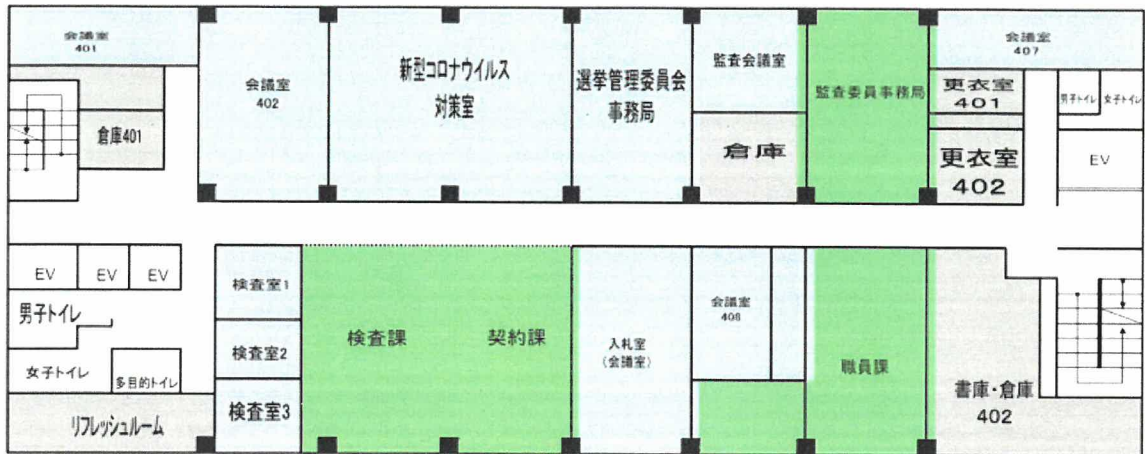 会議室
401
倉庫401
会議室
402
新型コロナウイルス
対策室
選挙管理委員会
事務局
監査会議室
倉庫
監査委員事務局
会議室
407
更衣室
401
更衣室
402
男子トイレ
女子トイレ
EV
EV
EV
EV
男子トイレ
女子トイレ
多目的トイレ
リフレッシュルーム
検査室1
検査室2
検査室3
検査課
契約課
入札室
(会議室)
会議室
408
職員課
書庫・倉庫
402